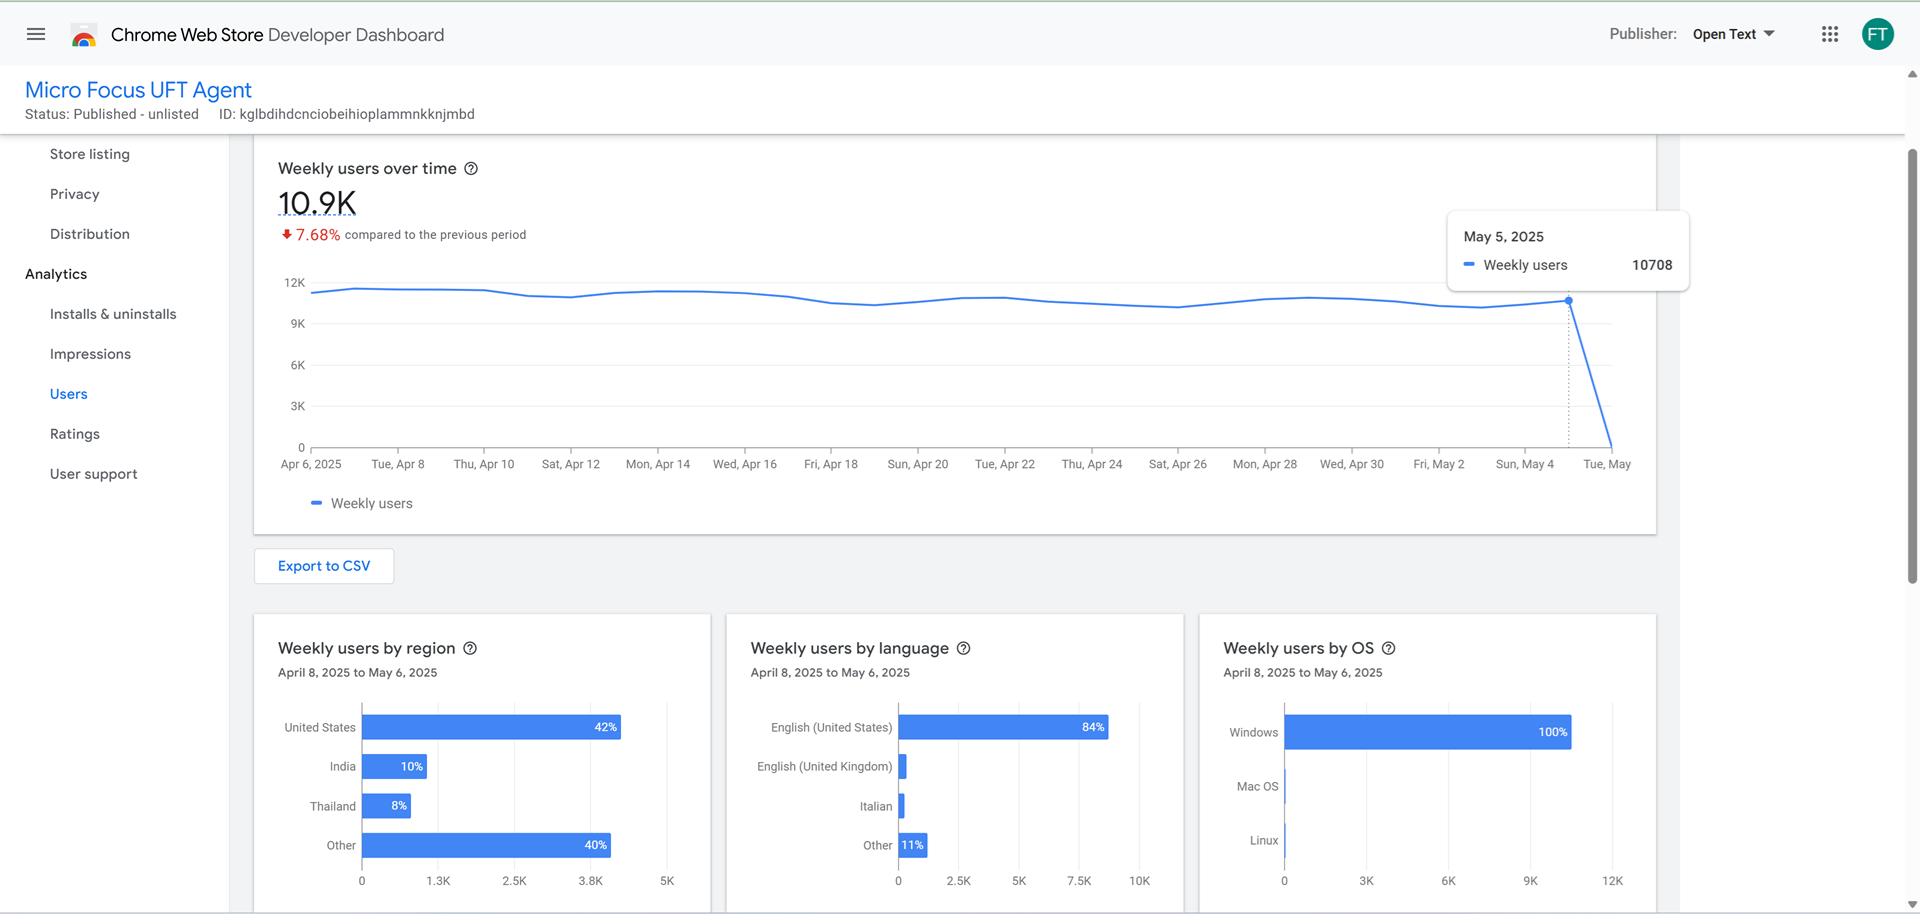 Chrome Web Store Developer Dashboard
Publisher: Open Text
FT
Micro Focus UFT Agent
Status: Published - unlisted ID: kglbdihdcnciobeihioplammnkknjmbd
Store listing
Privacy
Distribution
Analytics
Installs & uninstalls
Impressions
Users
Ratings
User support
Weekly users over time
10.9K
7.68% compared to the previous period
May 5, 2025
Weekly users 10708
12K
9K
6K
3K
0
Apr 6, 2025 Tue, Apr 8 Thu, Apr 10 Sat, Apr 12 Mon, Apr 14 Wed, Apr 16 Fri, Apr 18 Sun, Apr 20 Tue, Apr 22 Thu, Apr 24 Sat, Apr 26 Mon, Apr 28 Wed, Apr 30 Fri, May 2 Sun, May 4 Tue, May
Weekly users
Export to CSV
Weekly users by region
April 8, 2025 to May 6, 2025
United States 42%
India 10%
Thailand 8%
Other 40%
0 1.3K 2.5K 3.8K 5K
Weekly users by language
April 8, 2025 to May 6, 2025
English (United States) 84%
English (United Kingdom)
Italian
Other 11%
0 2.5K 5K 7.5K 10K
Weekly users by OS
April 8, 2025 to May 6, 2025
Windows 100%
Mac OS
Linux
0 3K 6K 9K 12K